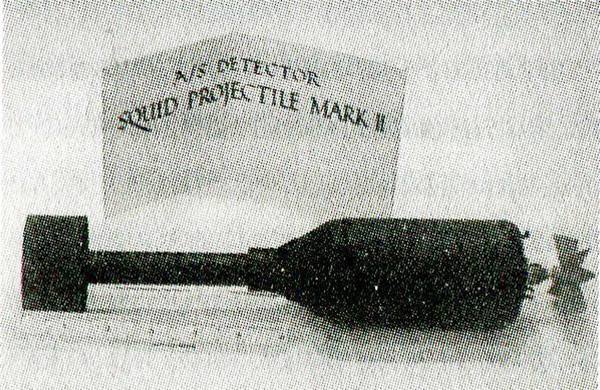 A/S DETECTOR
SQUID PROJECTILE MARK II